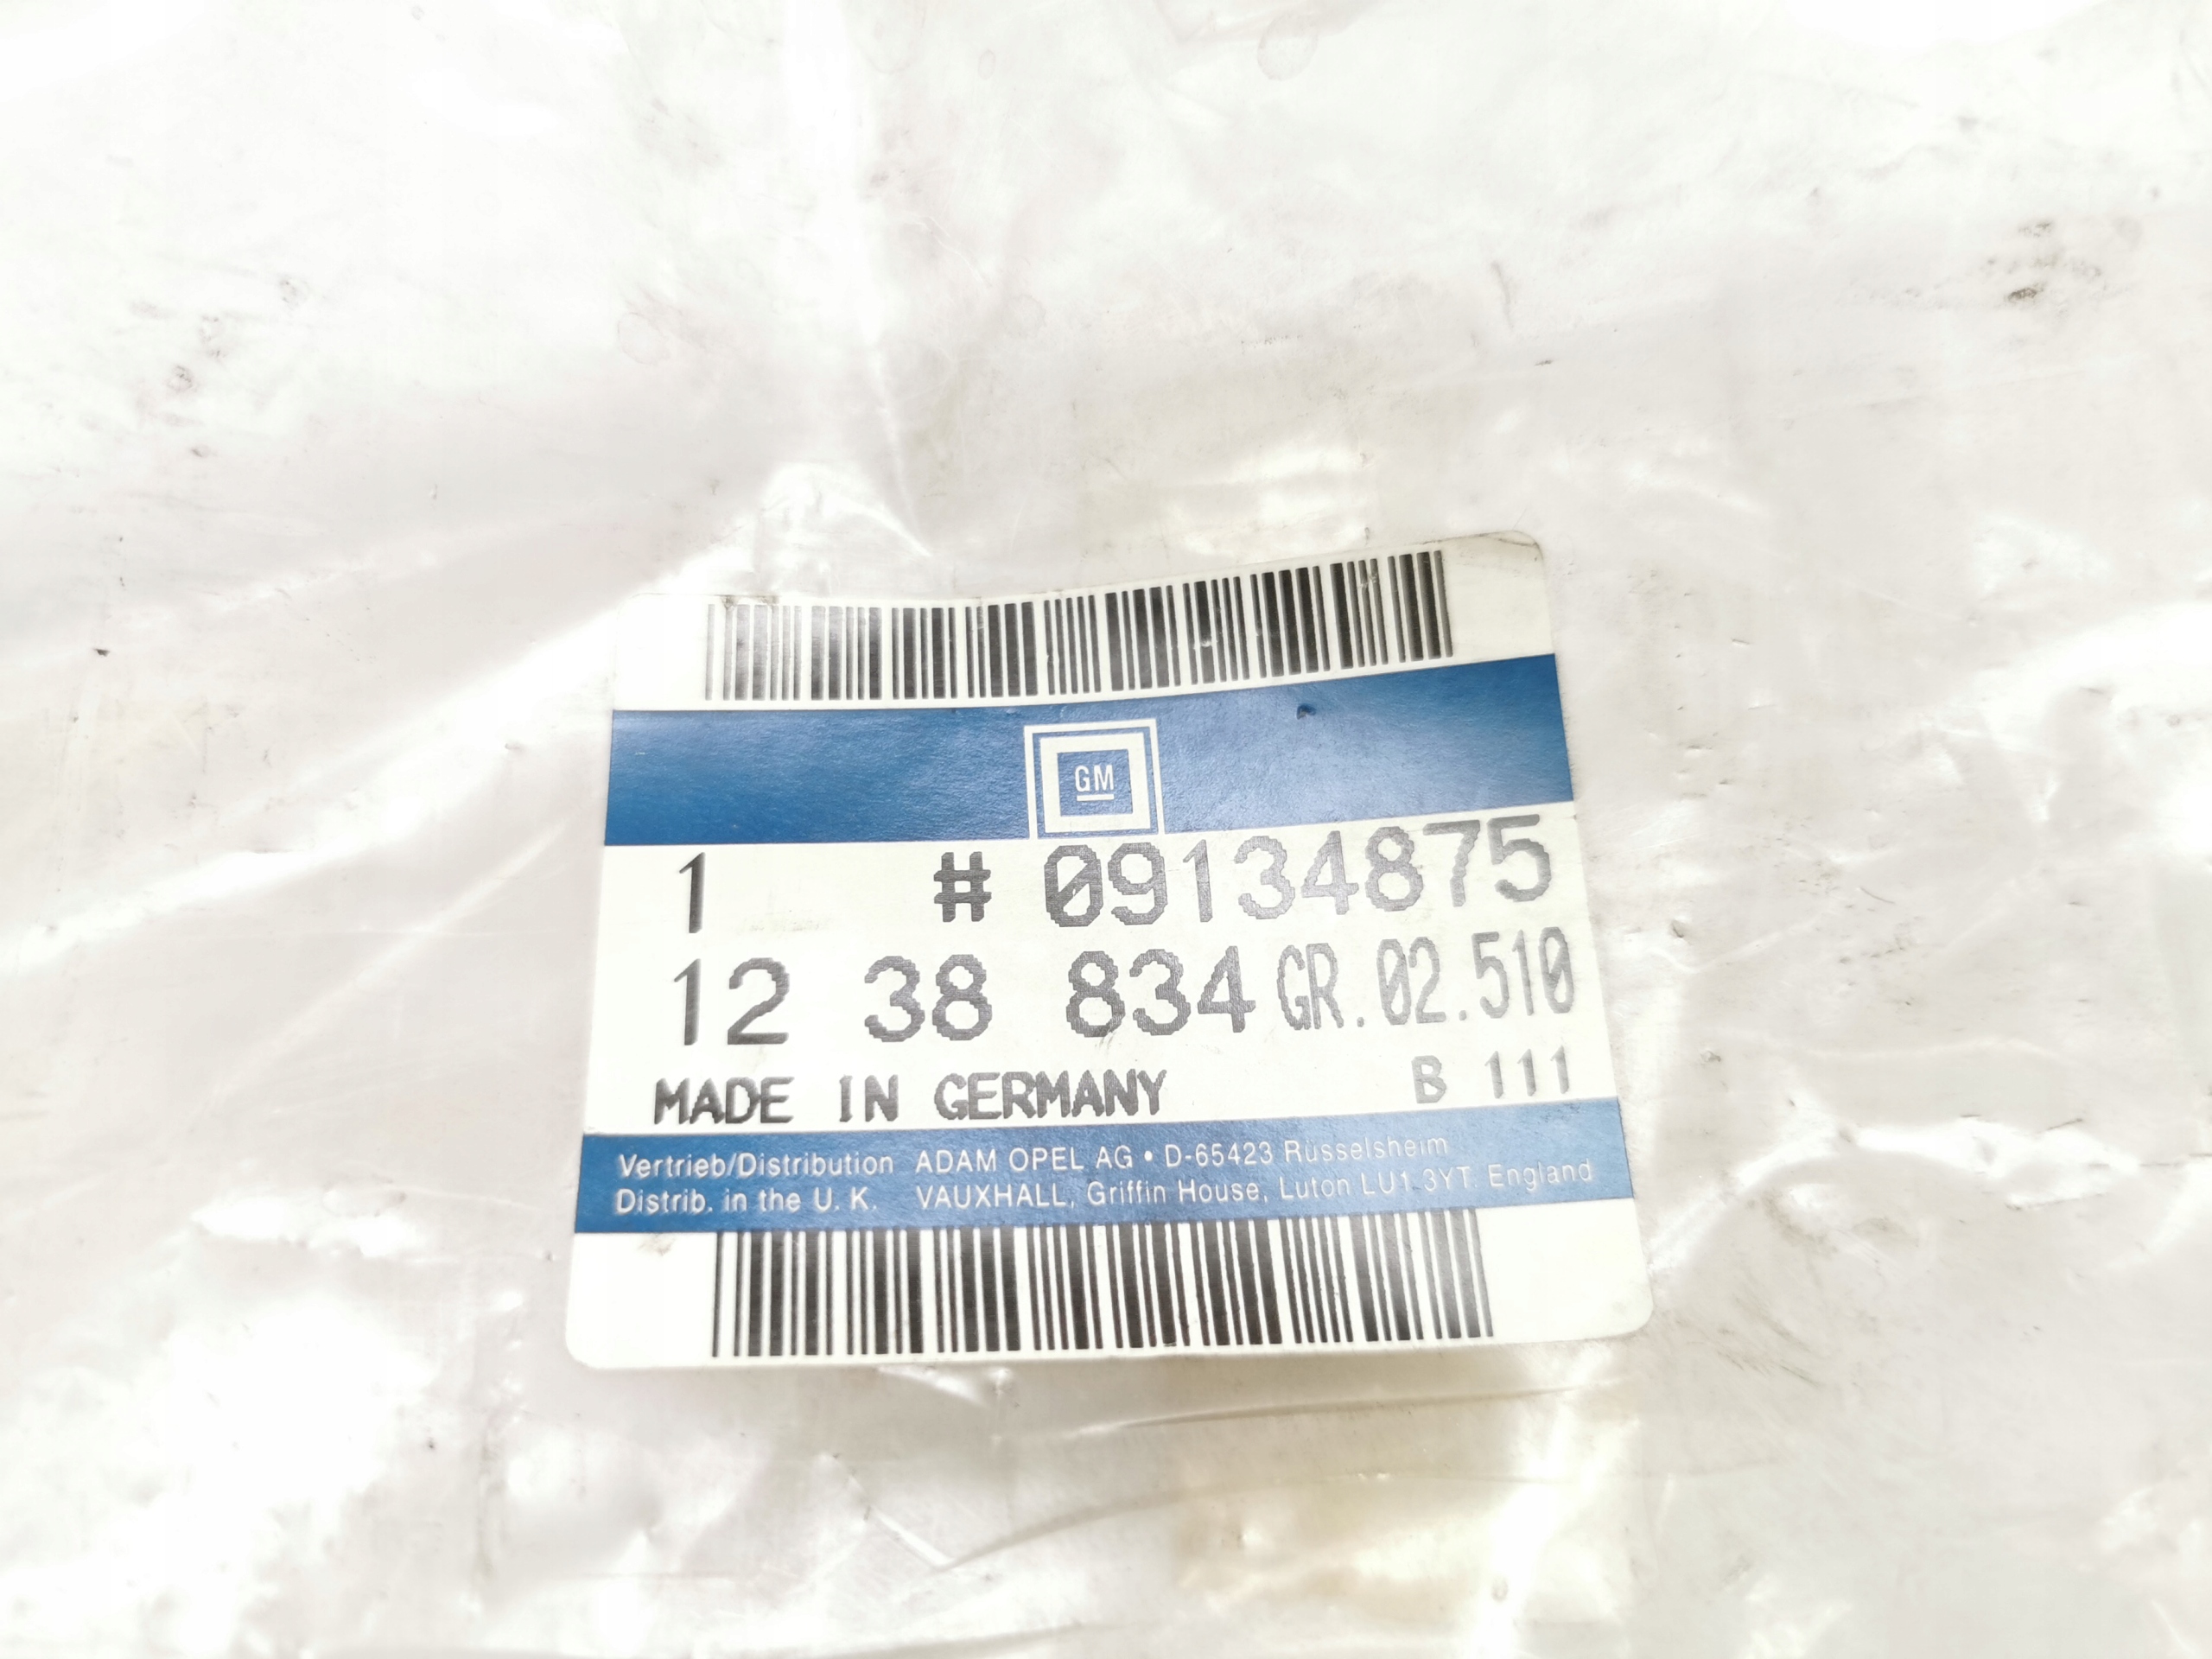 GM
1 # 09134875
12 38 834 GR. 02.510
MADE IN GERMANY B 111
Vertrieb/Distribution ADAM OPEL AG • D-65423 Rüsselsheim
Distrib. in the U. K. VAUXHALL, Griffin House, Luton LU1 3YT. England